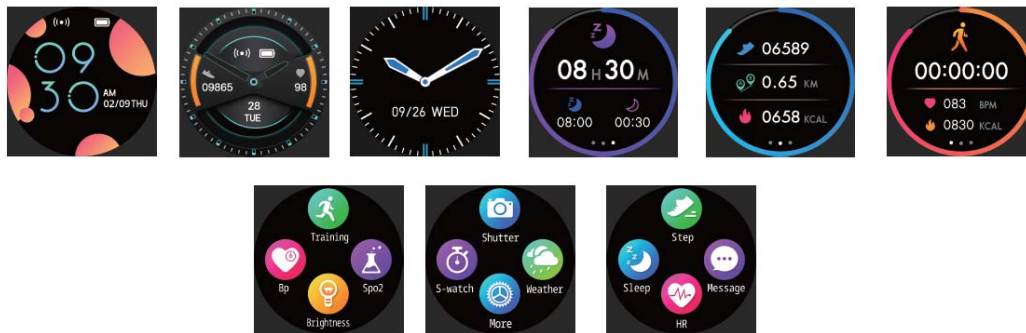 09
30
AM
02/09 THU
09865
98
28
TUE
09/26 WED
08 H 30 M
08:00 00:30
06589
0.65 KM
0658 KCAL
00:00:00
083 BPM
0830 KCAL
Training
Bp
Spo2
Brightness
Shutter
S-watch
Weather
More
Step
Sleep
Message
HR